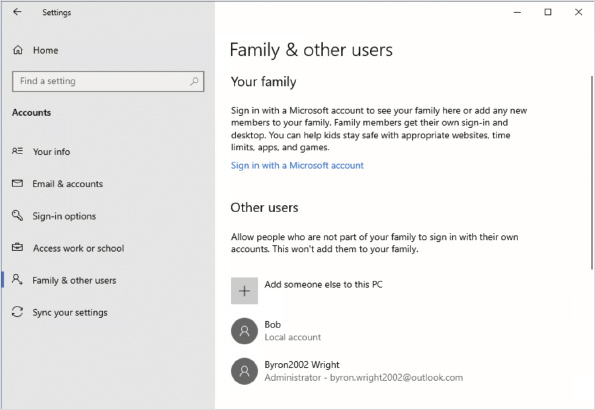 Settings
Home
Find a setting
Accounts
Your info
Email & accounts
Sign-in options
Access work or school
Family & other users
Sync your settings
Family & other users
Your family
Sign in with a Microsoft account to see your family here or add any new
members to your family. Family members get their own sign-in and
desktop. You can help kids stay safe with appropriate websites, time
limits, apps, and games.
Sign in with a Microsoft account
Other users
Allow people who are not part of your family to sign in with their own
accounts. This won't add them to your family.
Add someone else to this PC
Bob
Local account
Byron2002 Wright
Administrator - byron.wright2002@outlook.com